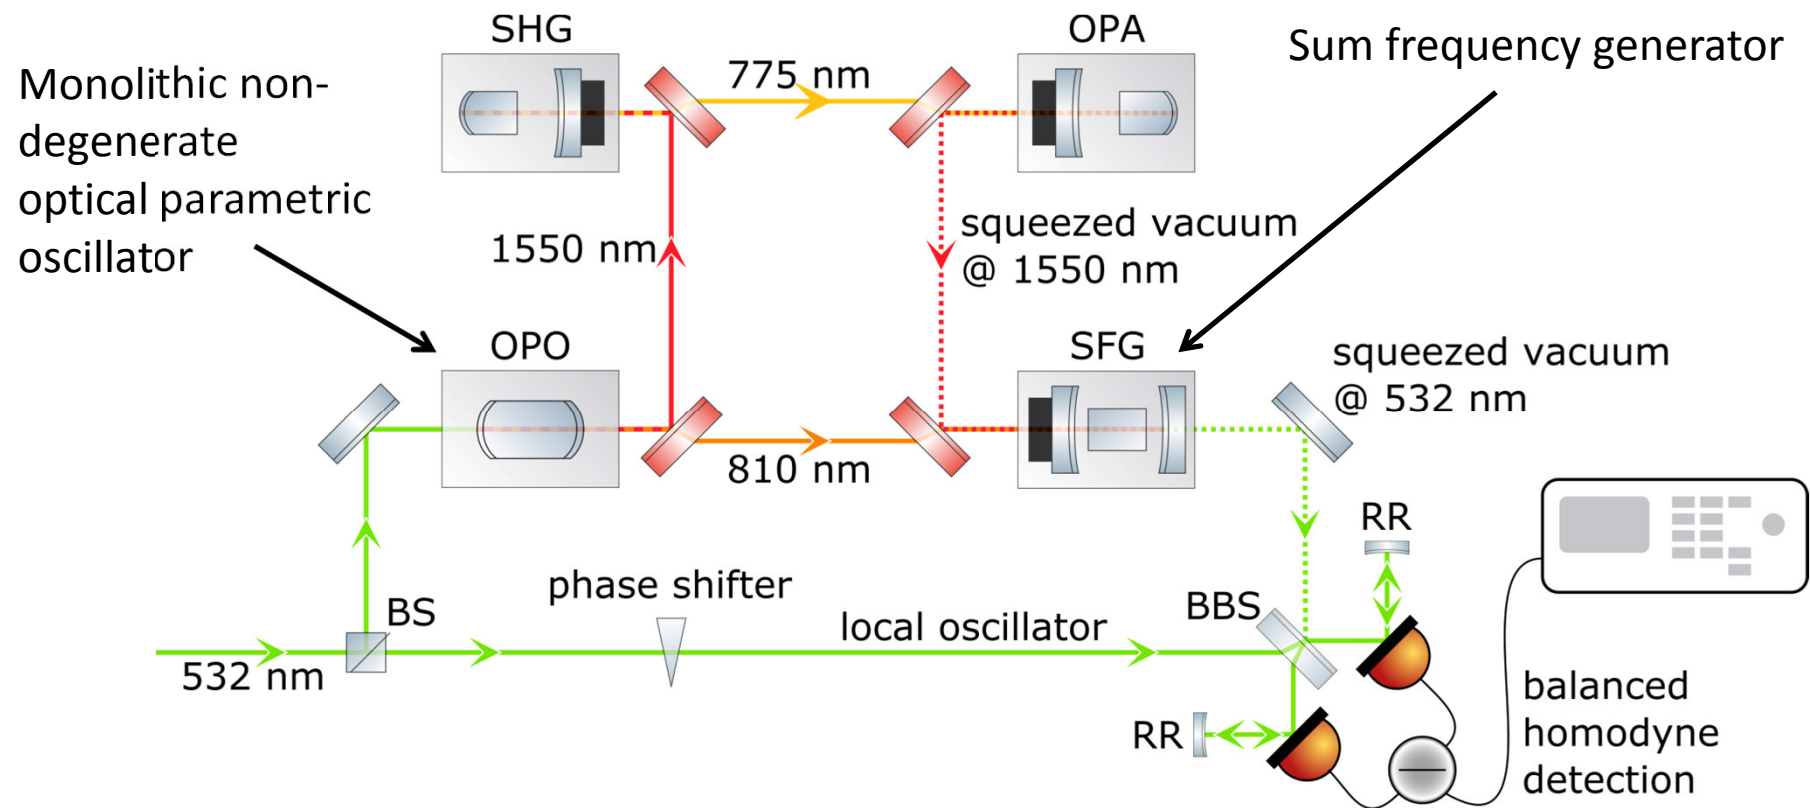 SHG
OPA
Sum frequency generator
Monolithic non-
degenerate
optical parametric
oscillator
775 nm
1550 nm
squeezed vacuum
@ 1550 nm
OPO
SFG
squeezed vacuum
@ 532 nm
810 nm
RR
phase shifter
BS
BBS
local oscillator
532 nm
RR
balanced
homodyne
detection